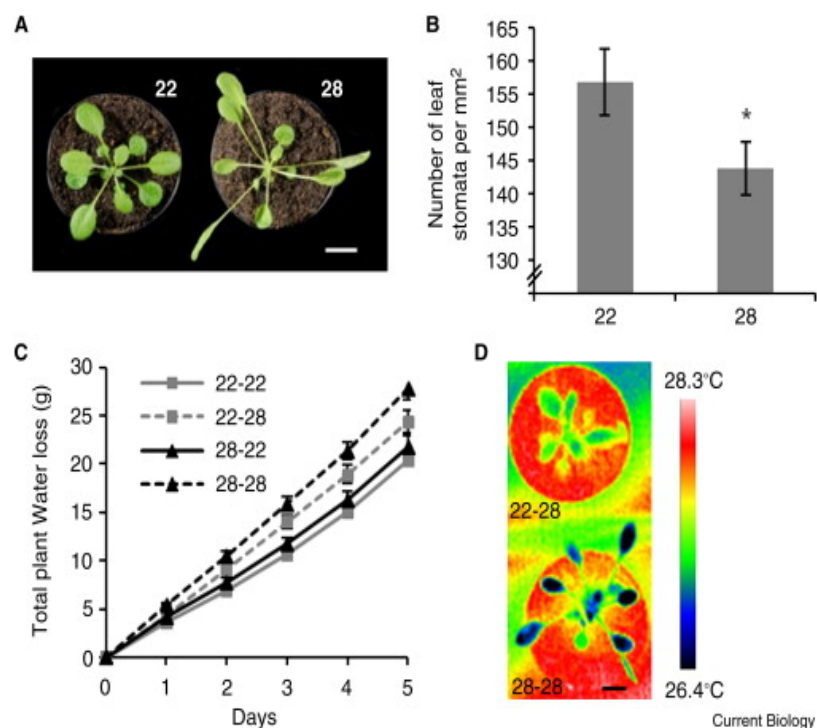 A
22
28
B
Number of leaf
stomata per mm2
165
160
155
150
145
140
135
130
*
22
28
C
Total plant Water loss (g)
30
25
20
15
10
5
0
22-22
22-28
28-22
28-28
0 1 2 3 4 5
Days
D
28.3°C
22-28
28-28
26.4°C
Current Biology